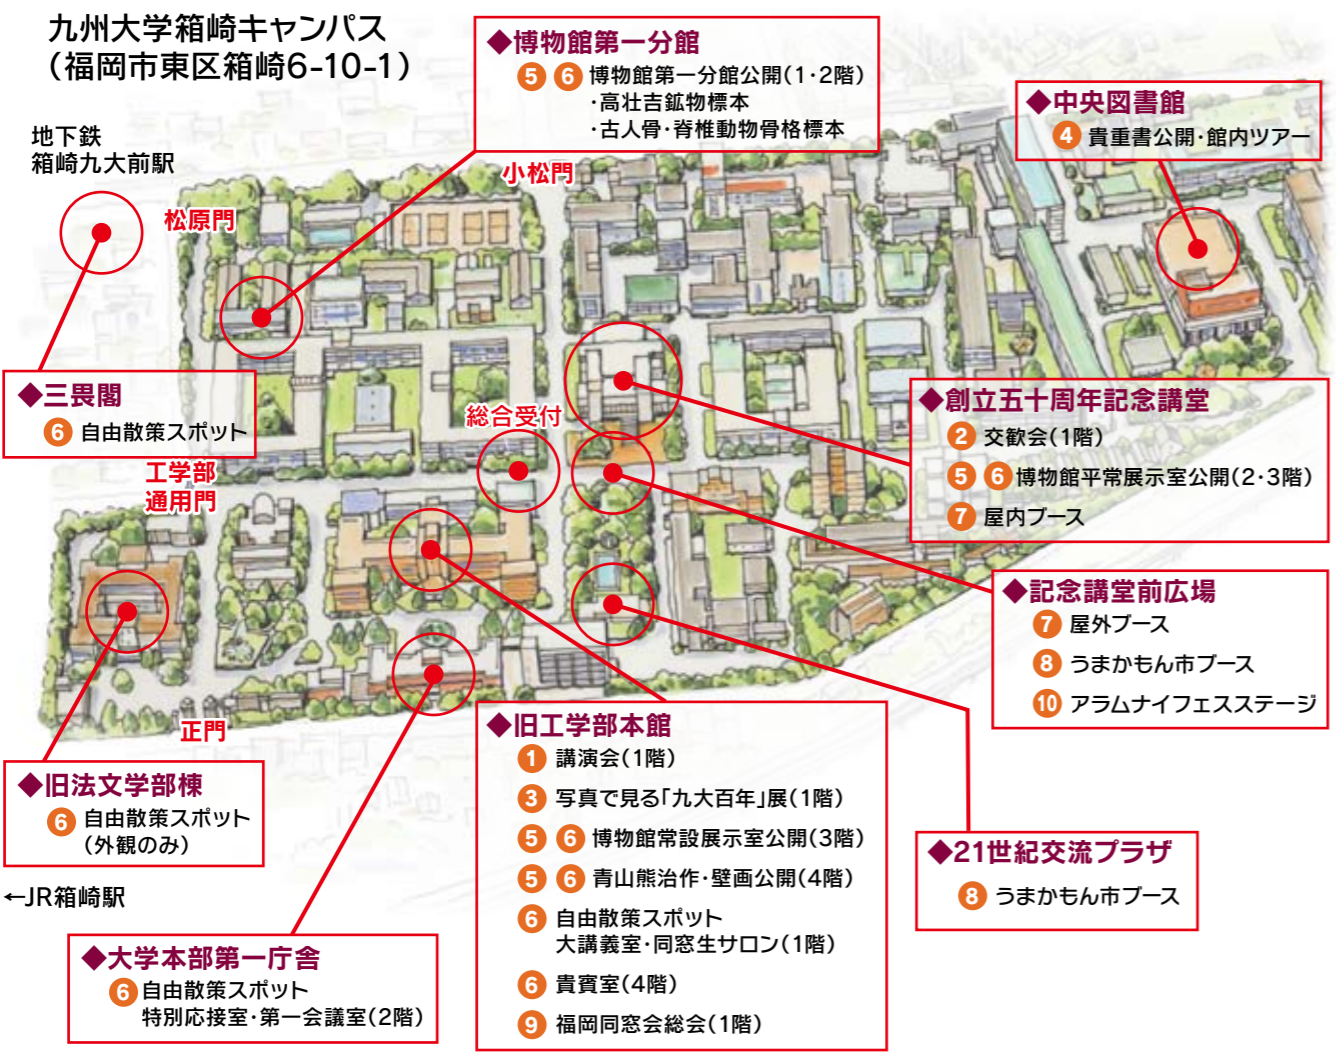 九州大学箱崎キャンパス
（福岡市東区箱崎6-10-1）
◆博物館第一分館
5 6 博物館第一分館公開（1・2階）
・高壮吉鉱物標本
・古人骨・脊椎動物骨格標本
◆中央図書館
4 貴重書公開・館内ツアー
地下鉄
箱崎九大前駅
小松門
松原門
◆三畏閣
6 自由散策スポット
総合受付
◆創立五十周年記念講堂
2 交歓会（1階）
5 6 博物館平常展示室公開（2・3階）
7 屋内ブース
工学部
通用門
◆記念講堂前広場
7 屋外ブース
8 うまかもん市ブース
10 アラムナイフェスステージ
正門
◆旧工学部本館
1 講演会（1階）
3 写真で見る「九大百年」展（1階）
5 6 博物館常設展示室公開（3階）
5 6 青山熊治作・壁画公開（4階）
6 自由散策スポット
大講義室・同窓生サロン（1階）
6 貴賓室（4階）
9 福岡同窓会総会（1階）
◆旧法文学部棟
6 自由散策スポット
（外観のみ）
←JR箱崎駅
◆21世紀交流プラザ
8 うまかもん市ブース
◆大学本部第一庁舎
6 自由散策スポット
特別応接室・第一会議室（2階）